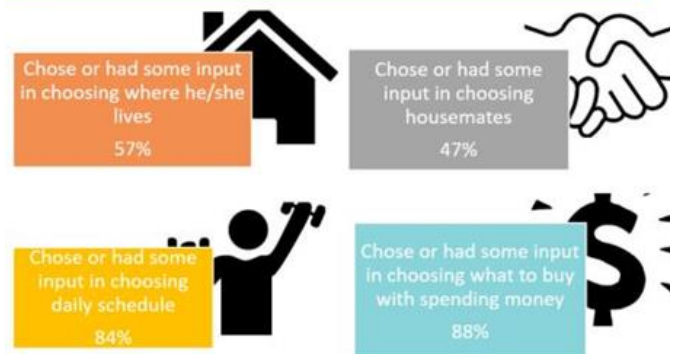 Chose or had some input
in choosing where he/she
lives
57%
Chose or had some
input in choosing
housemates
47%
Chose or had some
input in choosing
daily schedule
84%
Chose or had some input
in choosing what to buy
with spending money
88%
$